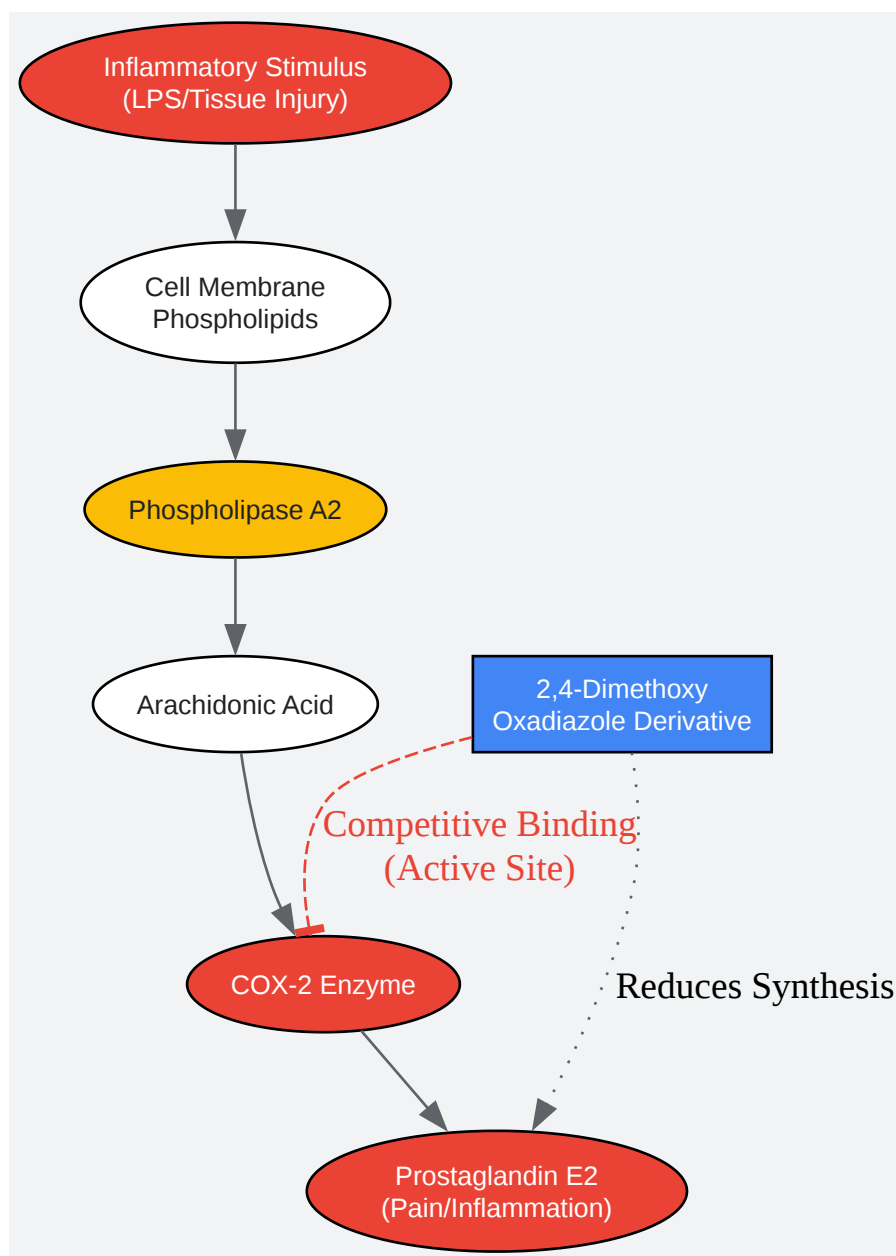 Inflammatory Stimulus
(LPS/Tissue Injury)
Cell Membrane
Phospholipids
Phospholipase A2
Arachidonic Acid
2,4-Dimethoxy
Oxadiazole Derivative
Competitive Binding
(Active Site)
COX-2 Enzyme
Reduces Synthesis
Prostaglandin E2
(Pain/Inflammation)